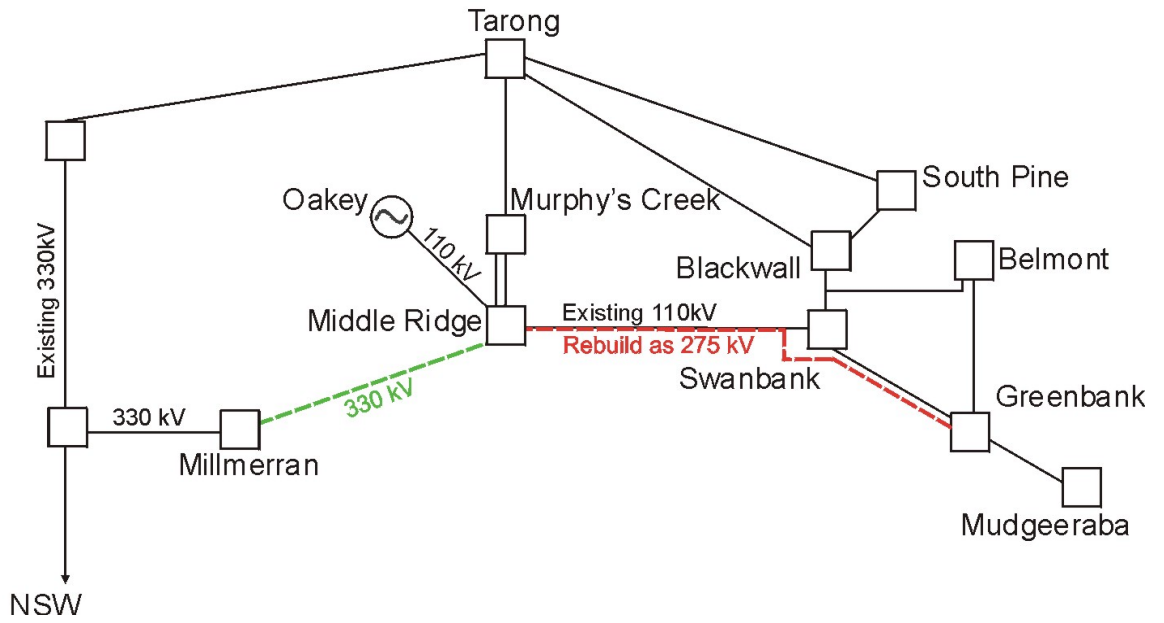 Tarong
South Pine
Oakey
Murphy's Creek
110 kV
Blackwall
Belmont
Existing 330kV
Middle Ridge
Existing 110kV
Rebuild as 275 kV
Swanbank
330 kV
Greenbank
330 kV
Millmerran
Mudgeeraba
NSW